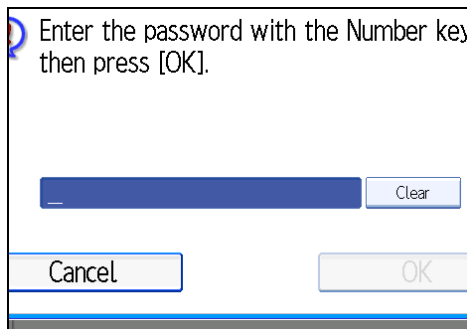 Enter the password with the Number key
then press [OK].
_
Clear
Cancel
OK